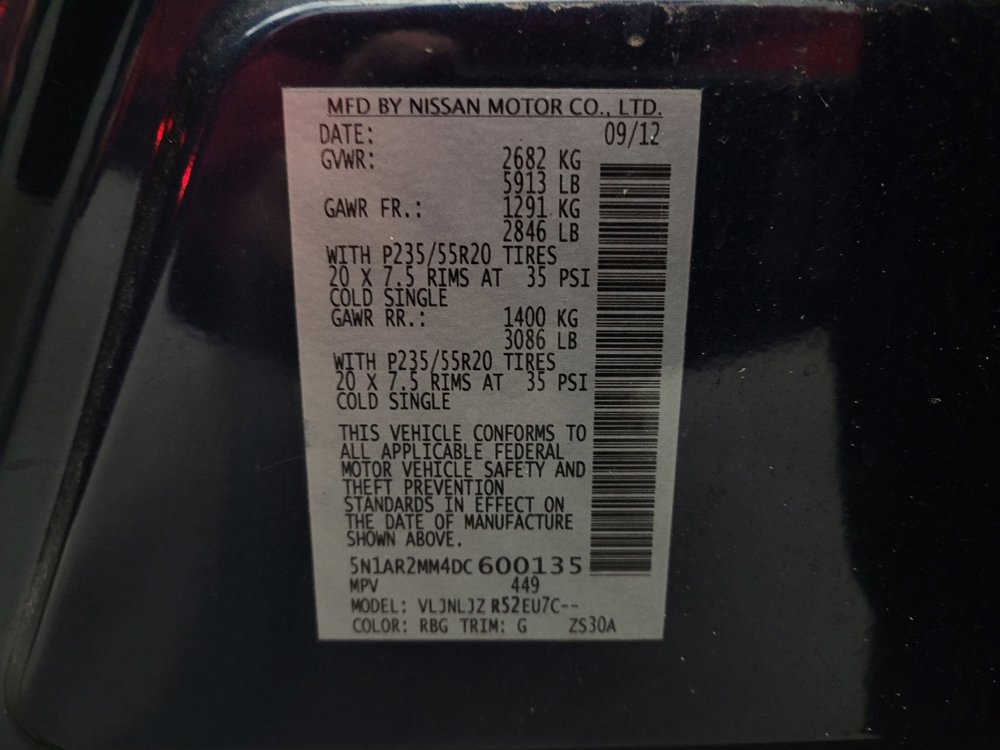 MFD BY NISSAN MOTOR CO., LTD.
DATE: 09/12
GVWR: 2682 KG
5913 LB
GAWR FR.: 1291 KG
2846 LB
WITH P235/55R20 TIRES
20 X 7.5 RIMS AT 35 PSI
COLD SINGLE
GAWR RR.: 1400 KG
3086 LB
WITH P235/55R20 TIRES
20 X 7.5 RIMS AT 35 PSI
COLD SINGLE
THIS VEHICLE CONFORMS TO
ALL APPLICABLE FEDERAL
MOTOR VEHICLE SAFETY AND
THEFT PREVENTION
STANDARDS IN EFFECT ON
THE DATE OF MANUFACTURE
SHOWN ABOVE.
5N1AR2MM4DC600135
MPV 449
MODEL: VLJNLJZ R52EU7C--
COLOR: RBG TRIM: G ZS30A